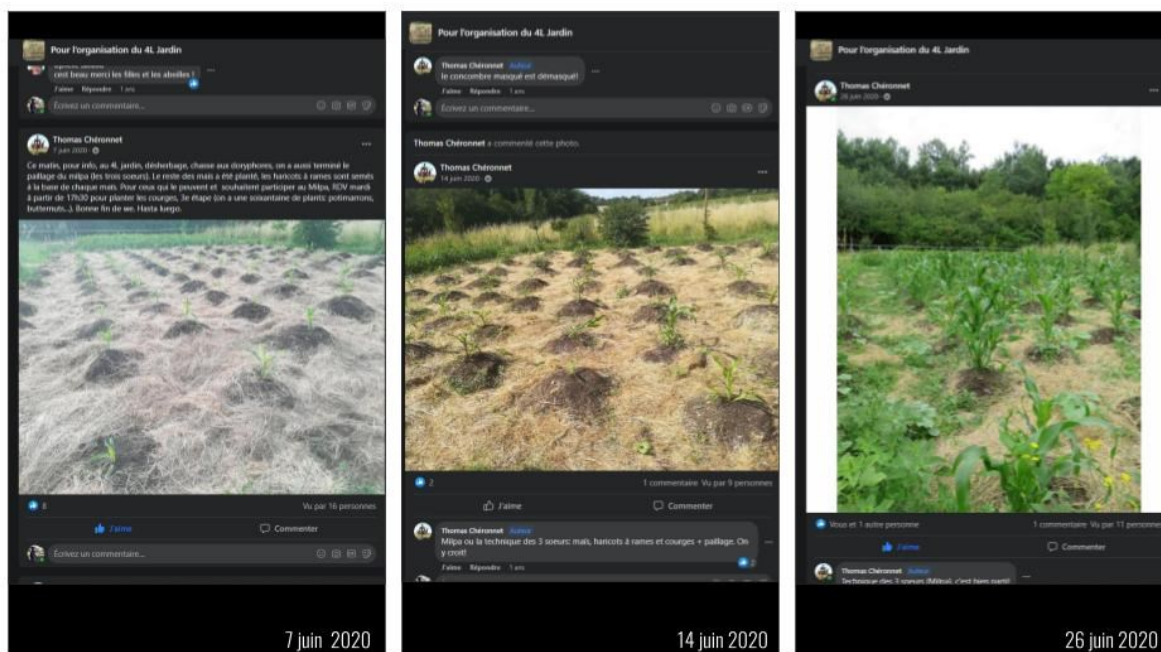 Pour l'organisation du 4L Jardin
cest beau merci les filles et les abeilles !
J'aime Répondre 1 ans
Écrivez un commentaire...
Thomas Chéronnet
7 juin 2020
Ce matin, pour info, au 4L jardin, désherbage, chasse aux doryphores, on a aussi terminé le
paillage du milpa (les trois soeurs). Le reste des maïs a été planté, les haricots à rames sont semés
à la base de chaque maïs. Pour ceux qui le peuvent et souhaitent participer au Milpa, RDV mardi
à partir de 17h30 pour planter les courges, 3e étape (on a une soixantaine de plants: potimarrons,
butternuts...). Bonne fin de we. Hasta luego.
8
Vu par 16 personnes
J'aime
Commenter
Écrivez un commentaire...
7 juin 2020
Pour l'organisation du 4L Jardin
Thomas Chéronnet Auteur
le concombre masqué est démasqué!
J'aime Répondre 1 ans
Écrivez un commentaire...
Thomas Chéronnet a commenté cette photo.
Thomas Chéronnet
14 juin 2020
2
1 commentaire Vu par 9 personnes
J'aime
Commenter
Thomas Chéronnet Auteur
Milpa ou la technique des 3 soeurs: maïs, haricots à rames et courges + paillage. On
y croit!
2
J'aime Répondre 1 ans
14 juin 2020
Pour l'organisation du 4L Jardin
Thomas Chéronnet
26 juin 2020
Vous et 1 autre personne
1 commentaire Vu par 11 personnes
J'aime
Commenter
Thomas Chéronnet Auteur
Technique des 3 soeurs (Milpa), c'est bien parti!
26 juin 2020